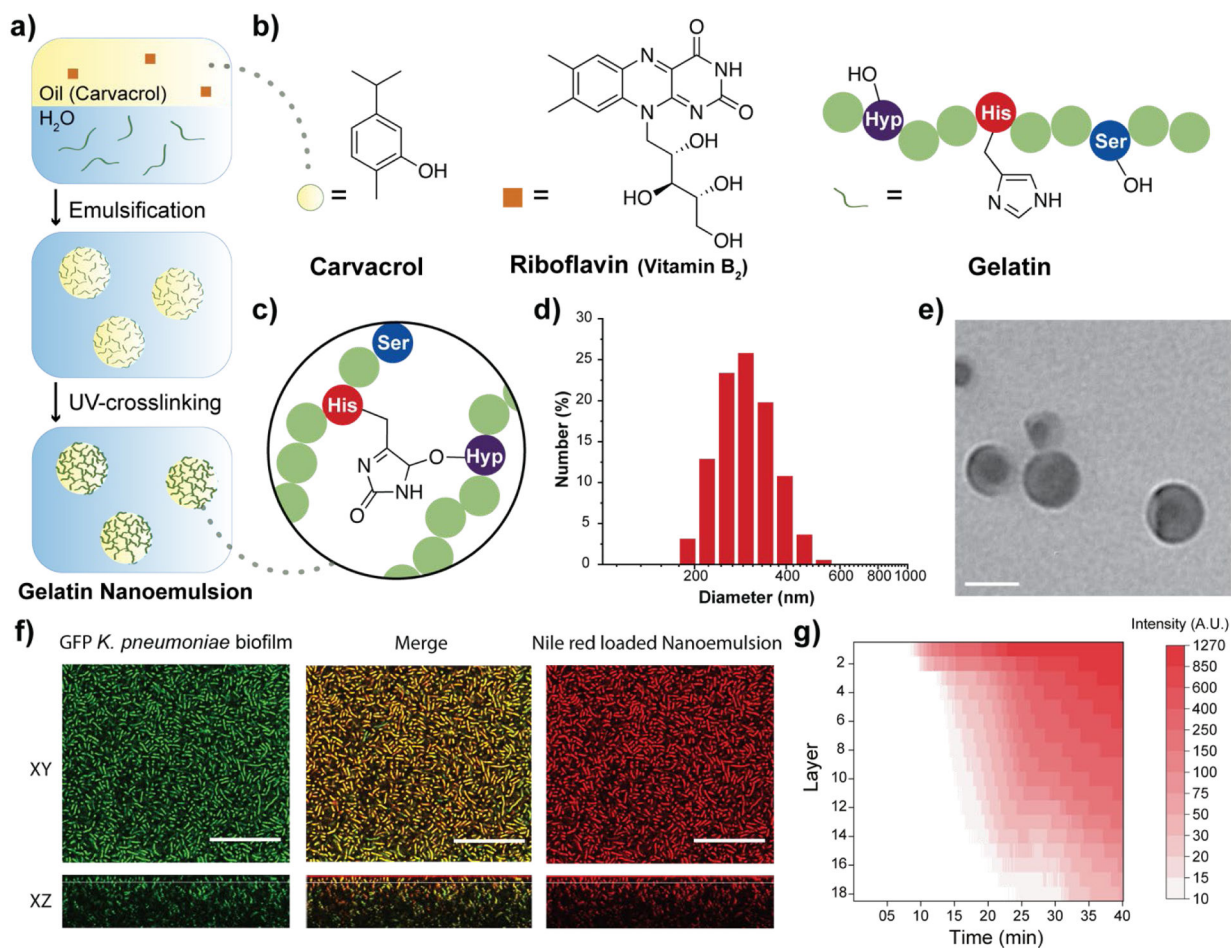 a)
Oil (Carvacrol)
H2O
Emulsification
UV-crosslinking
Gelatin Nanoemulsion
b)
OH
=
Carvacrol
O
N
NH
N
N
O
OH
HO
OH
OH
=
Riboflavin (Vitamin B2)
HO
Hyp
His
Ser
OH
N
NH
=
Gelatin
c)
Ser
His
Hyp
O
N
NH
O
d)
Number (%)
30
25
20
15
10
5
0
200 400 600 800 1000
Diameter (nm)
e)
f)
GFP K. pneumoniae biofilm Merge Nile red loaded Nanoemulsion
XY
XZ
g)
Intensity (A.U.)
Layer
2
4
6
8
10
12
14
16
18
05 10 15 20 25 30 35 40
Time (min)
1270
850
600
400
250
150
100
75
50
30
20
15
10